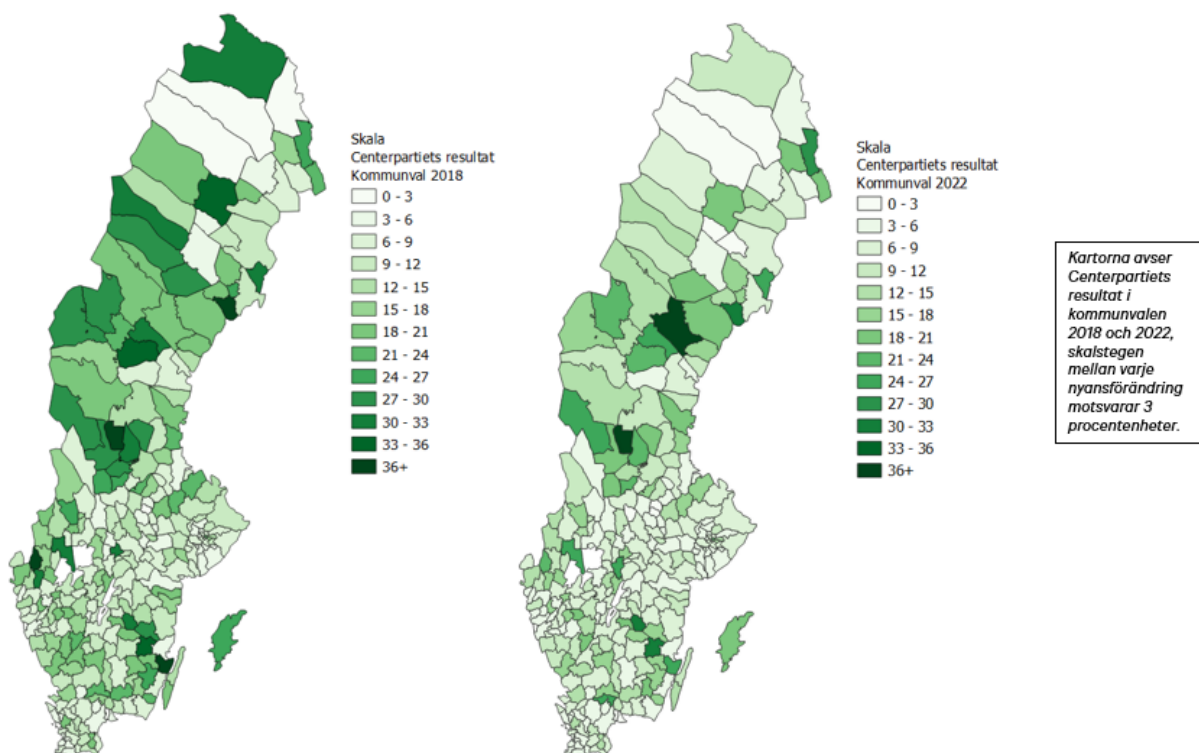 Skala
Centerpartiets resultat
Kommunval 2018
0 - 3
3 - 6
6 - 9
9 - 12
12 - 15
15 - 18
18 - 21
21 - 24
24 - 27
27 - 30
30 - 33
33 - 36
36+
Skala
Centerpartiets resultat
Kommunval 2022
0 - 3
3 - 6
6 - 9
9 - 12
12 - 15
15 - 18
18 - 21
21 - 24
24 - 27
27 - 30
30 - 33
33 - 36
36+
Kartorna avser
Centerpartiets
resultat i
kommunvalen
2018 och 2022,
skalstegen
mellan varje
nyansförändring
motsvarar 3
procentenheter.